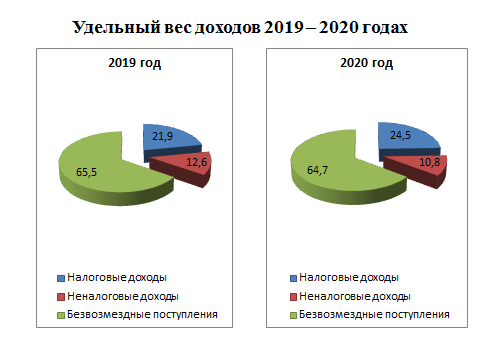 Удельный вес доходов 2019 – 2020 годах
2019 год
21,9
12,6
65,5
Налоговые доходы
Неналоговые доходы
Безвозмездные поступления
2020 год
24,5
10,8
64,7
Налоговые доходы
Неналоговые доходы
Безвозмездные поступления